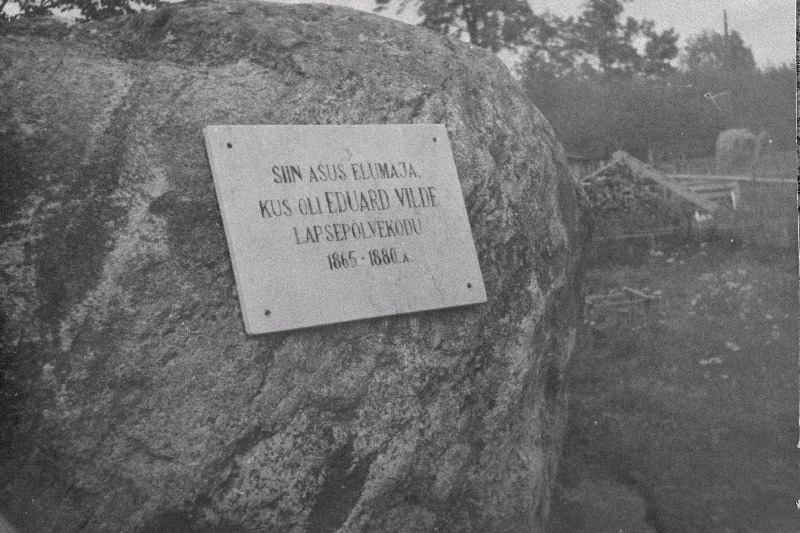 SIIN ASUS ELUMAJA,
KUS OLI EDUARD VILDE
LAPSEPÕLVEKODU
1865 - 1880.A.